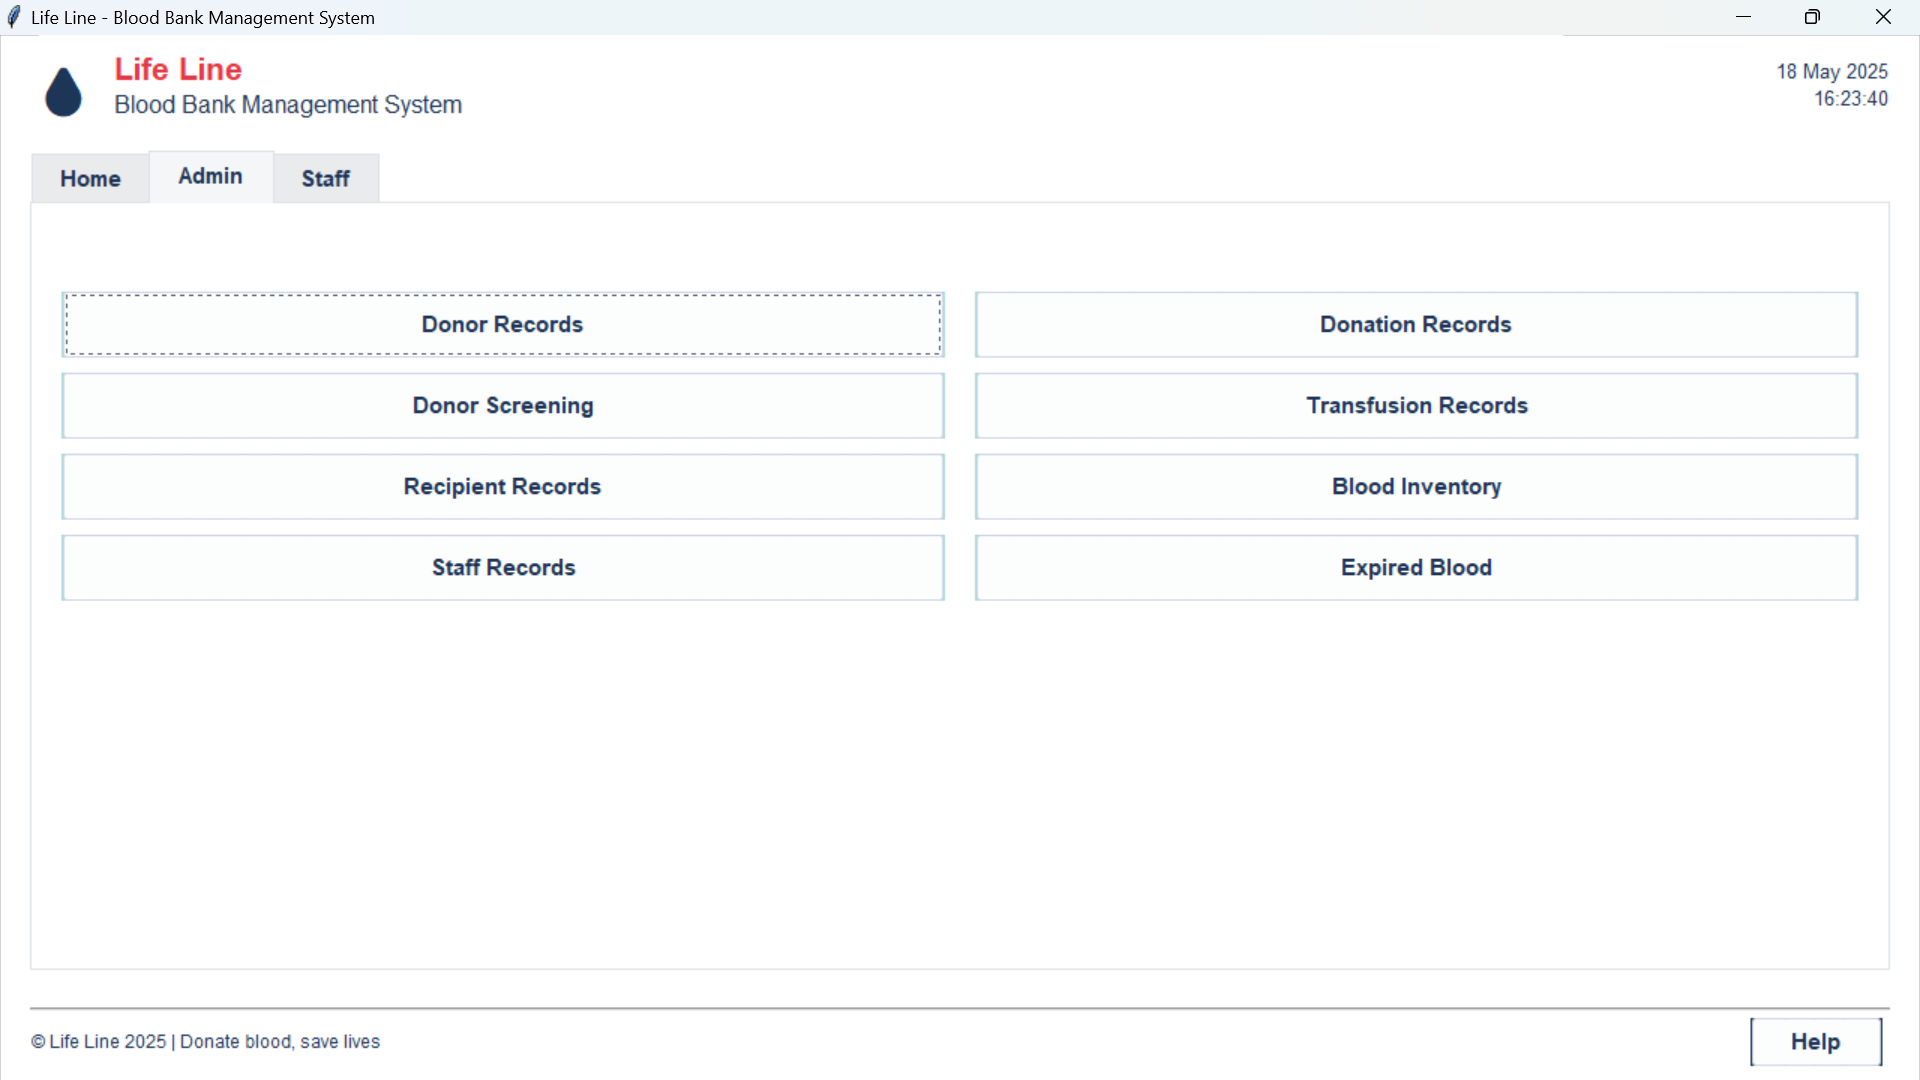 Life Line - Blood Bank Management System
Life Line
Blood Bank Management System
18 May 2025
16:23:40
Home
Admin
Staff
Donor Records
Donation Records
Donor Screening
Transfusion Records
Recipient Records
Blood Inventory
Staff Records
Expired Blood
© Life Line 2025 | Donate blood, save lives
Help